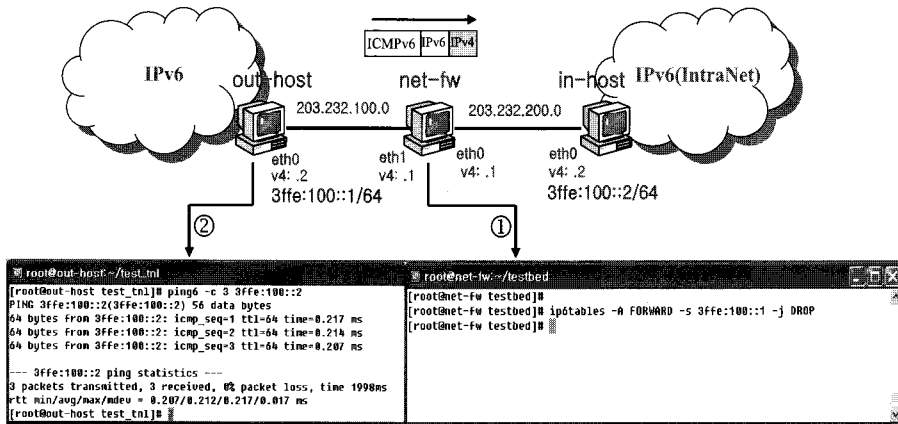 ICMPv6 IPv6 IPv4
IPv6
out-host
net-fw
in-host
IPv6(IntraNet)
203.232.100.0
203.232.200.0
eth0
v4: .2
3ffe:100::1/64
eth1
v4: .1
eth0
v4: .1
eth0
v4: .2
3ffe:100::2/64
②
①
root@out-host:~/test_tnl
[root@out-host test_tnl]# ping6 -c 3 3ffe:100::2
PING 3ffe:100::2(3ffe:100::2) 56 data bytes
64 bytes from 3ffe:100::2: icmp_seq=1 ttl=64 time=0.217 ms
64 bytes from 3ffe:100::2: icmp_seq=2 ttl=64 time=0.214 ms
64 bytes from 3ffe:100::2: icmp_seq=3 ttl=64 time=0.207 ms
--- 3ffe:100::2 ping statistics ---
3 packets transmitted, 3 received, 0% packet loss, time 1998ms
rtt min/avg/max/mdev = 0.207/0.212/0.217/0.017 ms
[root@out-host test_tnl]#
root@net-fw:~/testbed
[root@net-fw testbed]#
[root@net-fw testbed]# ip6tables -A FORWARD -s 3ffe:100::1 -j DROP
[root@net-fw testbed]#